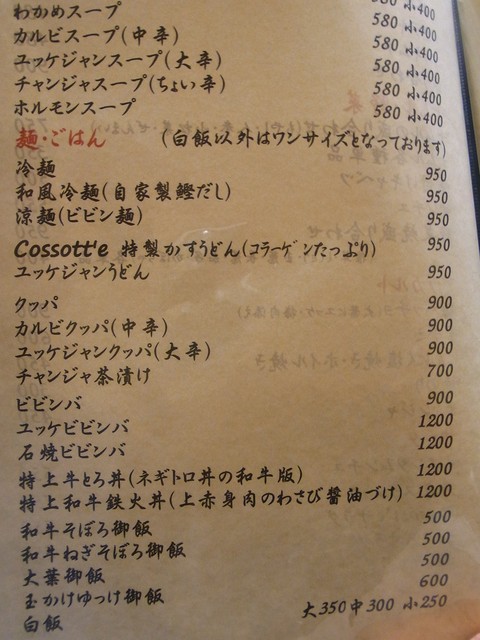 わかめスープ 580 小400
カルビスープ(中辛) 580 小400
ユッケジャンスープ(大辛) 580 小400
チャンジャスープ(ちょい辛) 580 小400
ホルモンスープ 580 小400
麺・ごはん (白飯以外はワンサイズとなっております)
冷麺 950
和風冷麺(自家製鰹だし) 950
涼麺(ビビン麺) 950
Cossott'e 特製かすうどん(コラーゲンたっぷり) 950
ユッケジャンうどん 950
クッパ 900
カルビクッパ(中辛) 900
ユッケジャンクッパ(大辛) 900
チャンジャ茶漬け 700
ビビンバ 900
ユッケビビンバ 1200
石焼ビビンバ 1200
特上牛とろ丼(ネギトロ丼の和牛版) 1200
特上和牛鉄火丼(上赤身肉のわさび醤油づけ) 1200
和牛そぼろ御飯 500
和牛ねぎそぼろ御飯 500
大葉御飯 500
玉かけゆっけ御飯 600
白飯 大350中300 小250